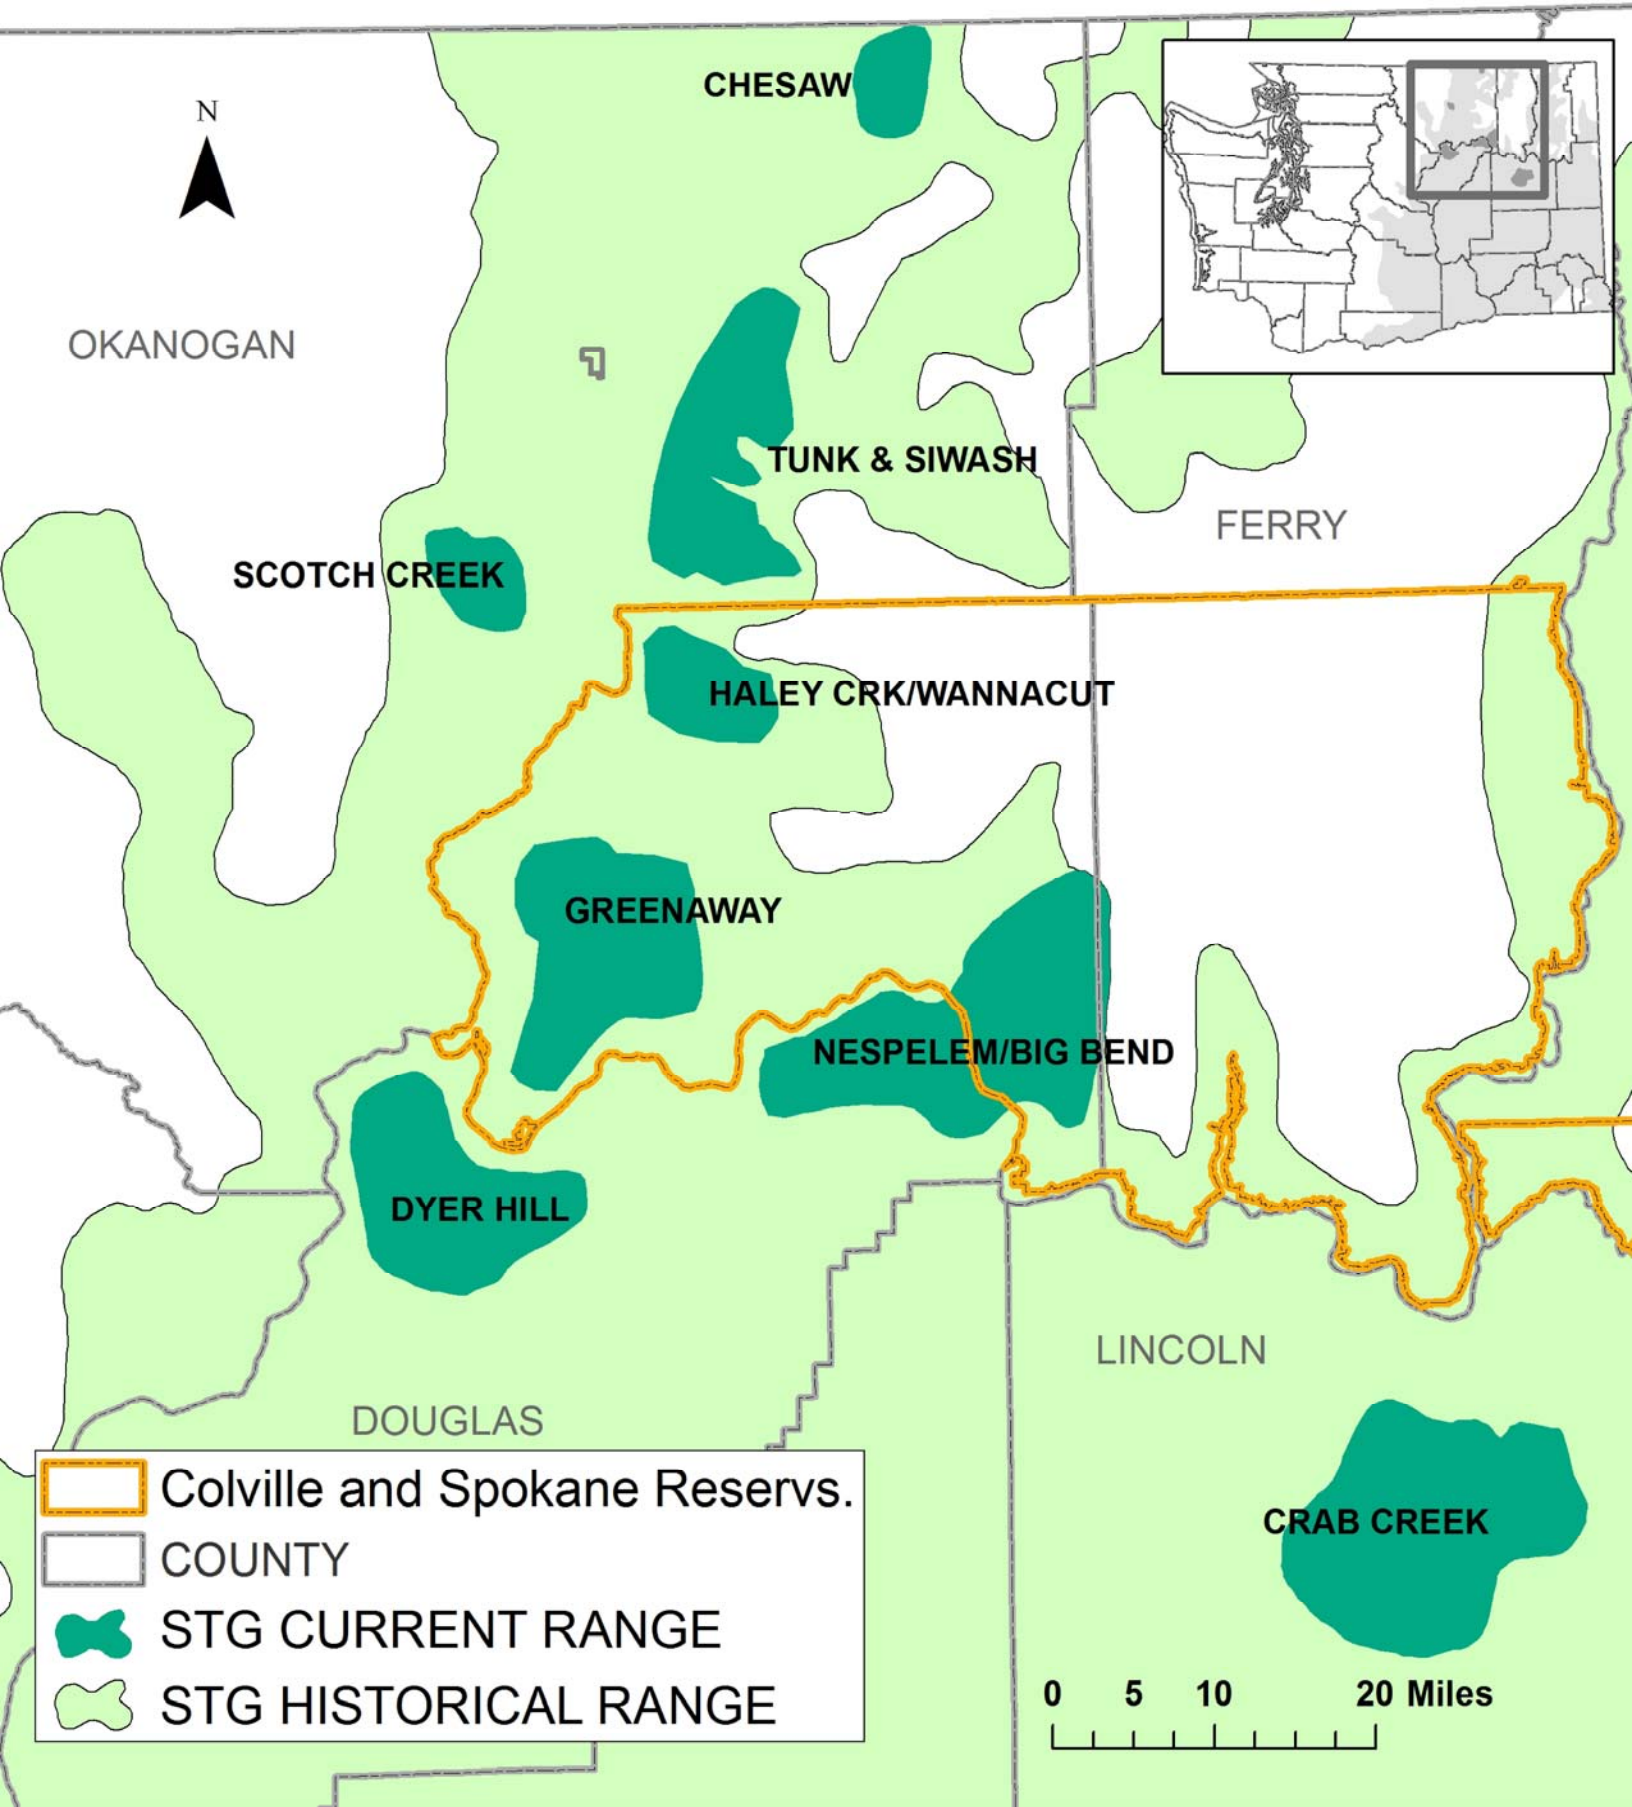 CHESAW
N
OKANOGAN
TUNK & SIWASH
FERRY
SCOTCH CREEK
HALEY CRK/WANNACUT
GREENAWAY
NESPELEM/BIG BEND
DYER HILL
LINCOLN
DOUGLAS
Colville and Spokane Reservs.
COUNTY
STG CURRENT RANGE
STG HISTORICAL RANGE
CRAB CREEK
0 5 10 20 Miles